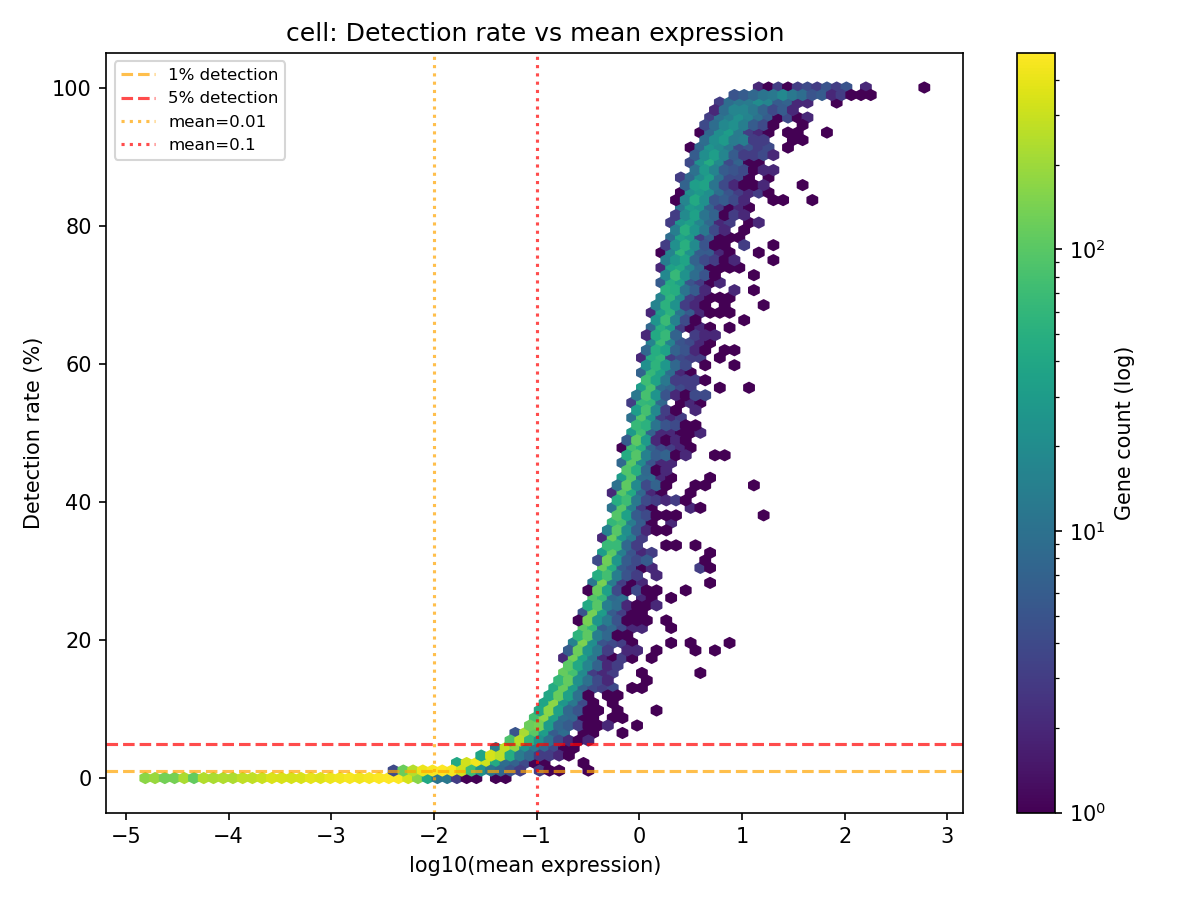 cell: Detection rate vs mean expression
1% detection
5% detection
mean=0.01
mean=0.1
Detection rate (%)
100
80
60
40
20
0
−5 −4 −3 −2 −1 0 1 2 3
log10(mean expression)
10²
10¹
10⁰
Gene count (log)